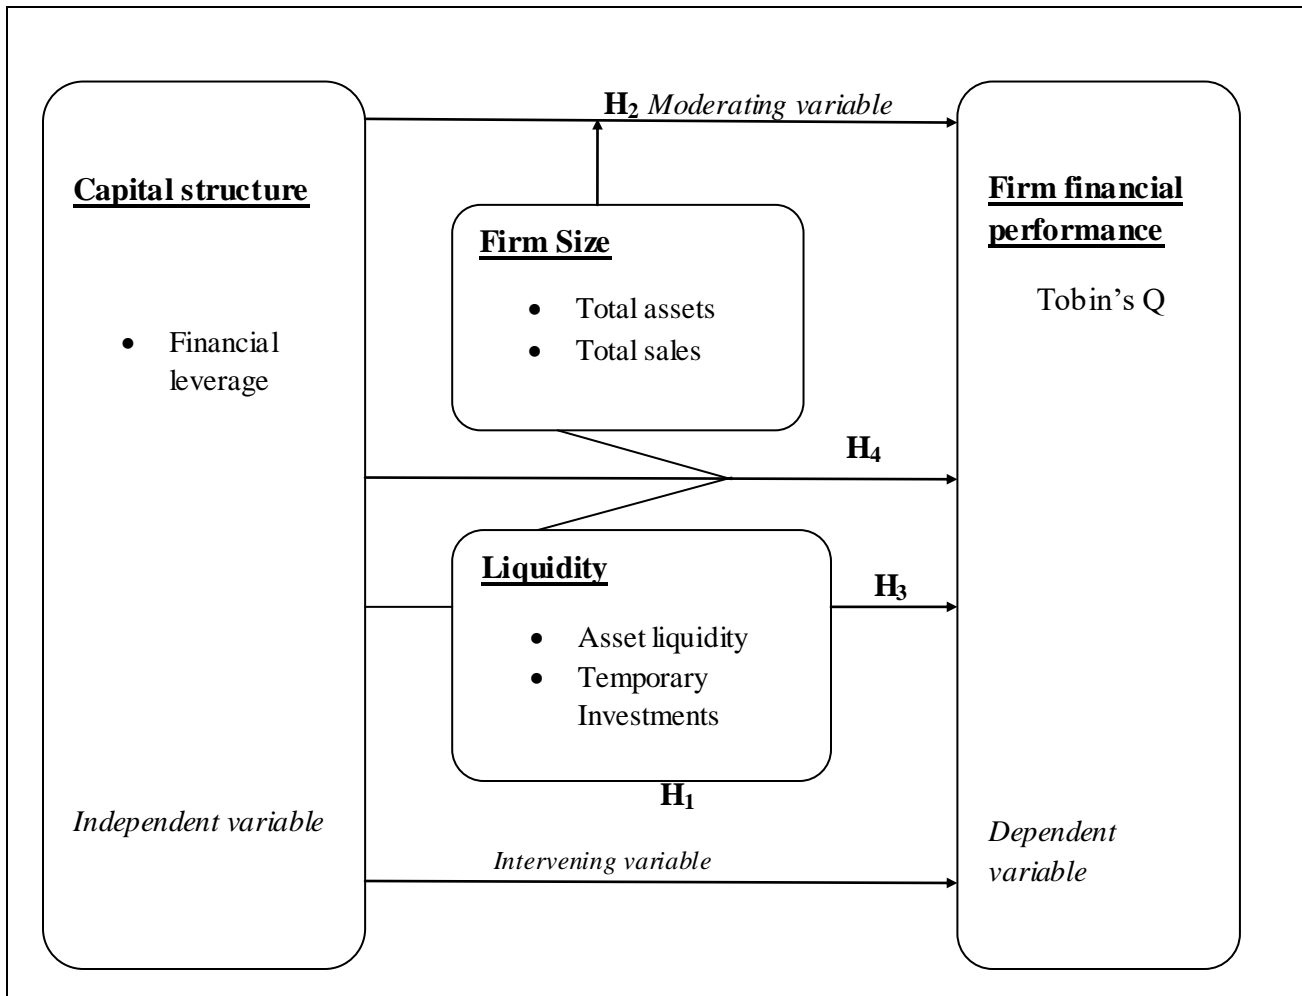 H2 Moderating variable
Capital structure
Firm financial
performance
Firm Size
Tobin’s Q
• Total assets
• Total sales
• Financial
leverage
H4
Liquidity
H3
• Asset liquidity
• Temporary
Investments
H1
Independent variable
Dependent
variable
Intervening variable